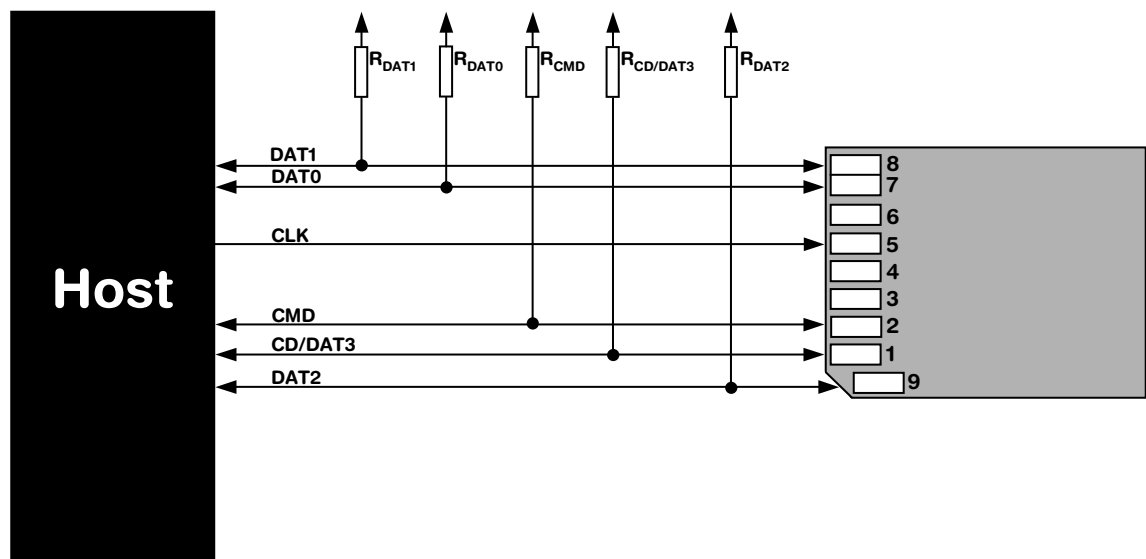 R_DAT1 R_DAT0 R_CMD R_CD/DAT3 R_DAT2
DAT1
8
DAT0
7
6
CLK
5
4
Host
3
CMD
2
CD/DAT3
1
DAT2
9